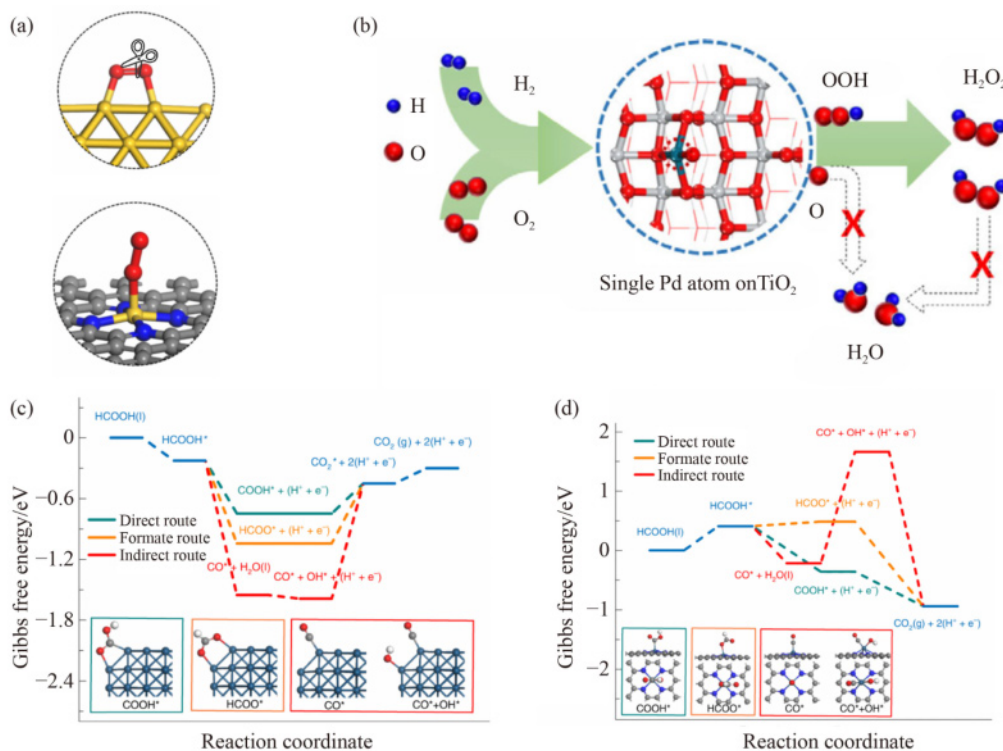 (a)
(b)
H
O
H₂
O₂
OOH
H₂O₂
O
X
X
H₂O
Single Pd atom onTiO₂
(c)
Gibbs free energy/eV
0
−0.6
−1.2
−1.8
−2.4
HCOOH(l)
HCOOH*
CO₂ (g) + 2(H⁺ + e⁻)
CO₂* + 2(H⁺ + e⁻)
COOH* + (H⁺ + e⁻)
HCOO* + (H⁺ + e⁻)
CO* + H₂O(l)
CO* + OH* + (H⁺ + e⁻)
Direct route
Formate route
Indirect route
COOH*
HCOO*
CO*
CO*+OH*
Reaction coordinate
(d)
Gibbs free energy/eV
2
1
0
−1
−2
Direct route
Formate route
Indirect route
CO* + OH* + (H⁺ + e⁻)
HCOOH(l)
HCOOH*
HCOO* + (H⁺ + e⁻)
CO* + H₂O(l)
COOH* + (H⁺ + e⁻)
CO₂(g) + 2(H⁺ + e⁻)
COOH*
HCOO*
CO*
CO*+OH*
Reaction coordinate